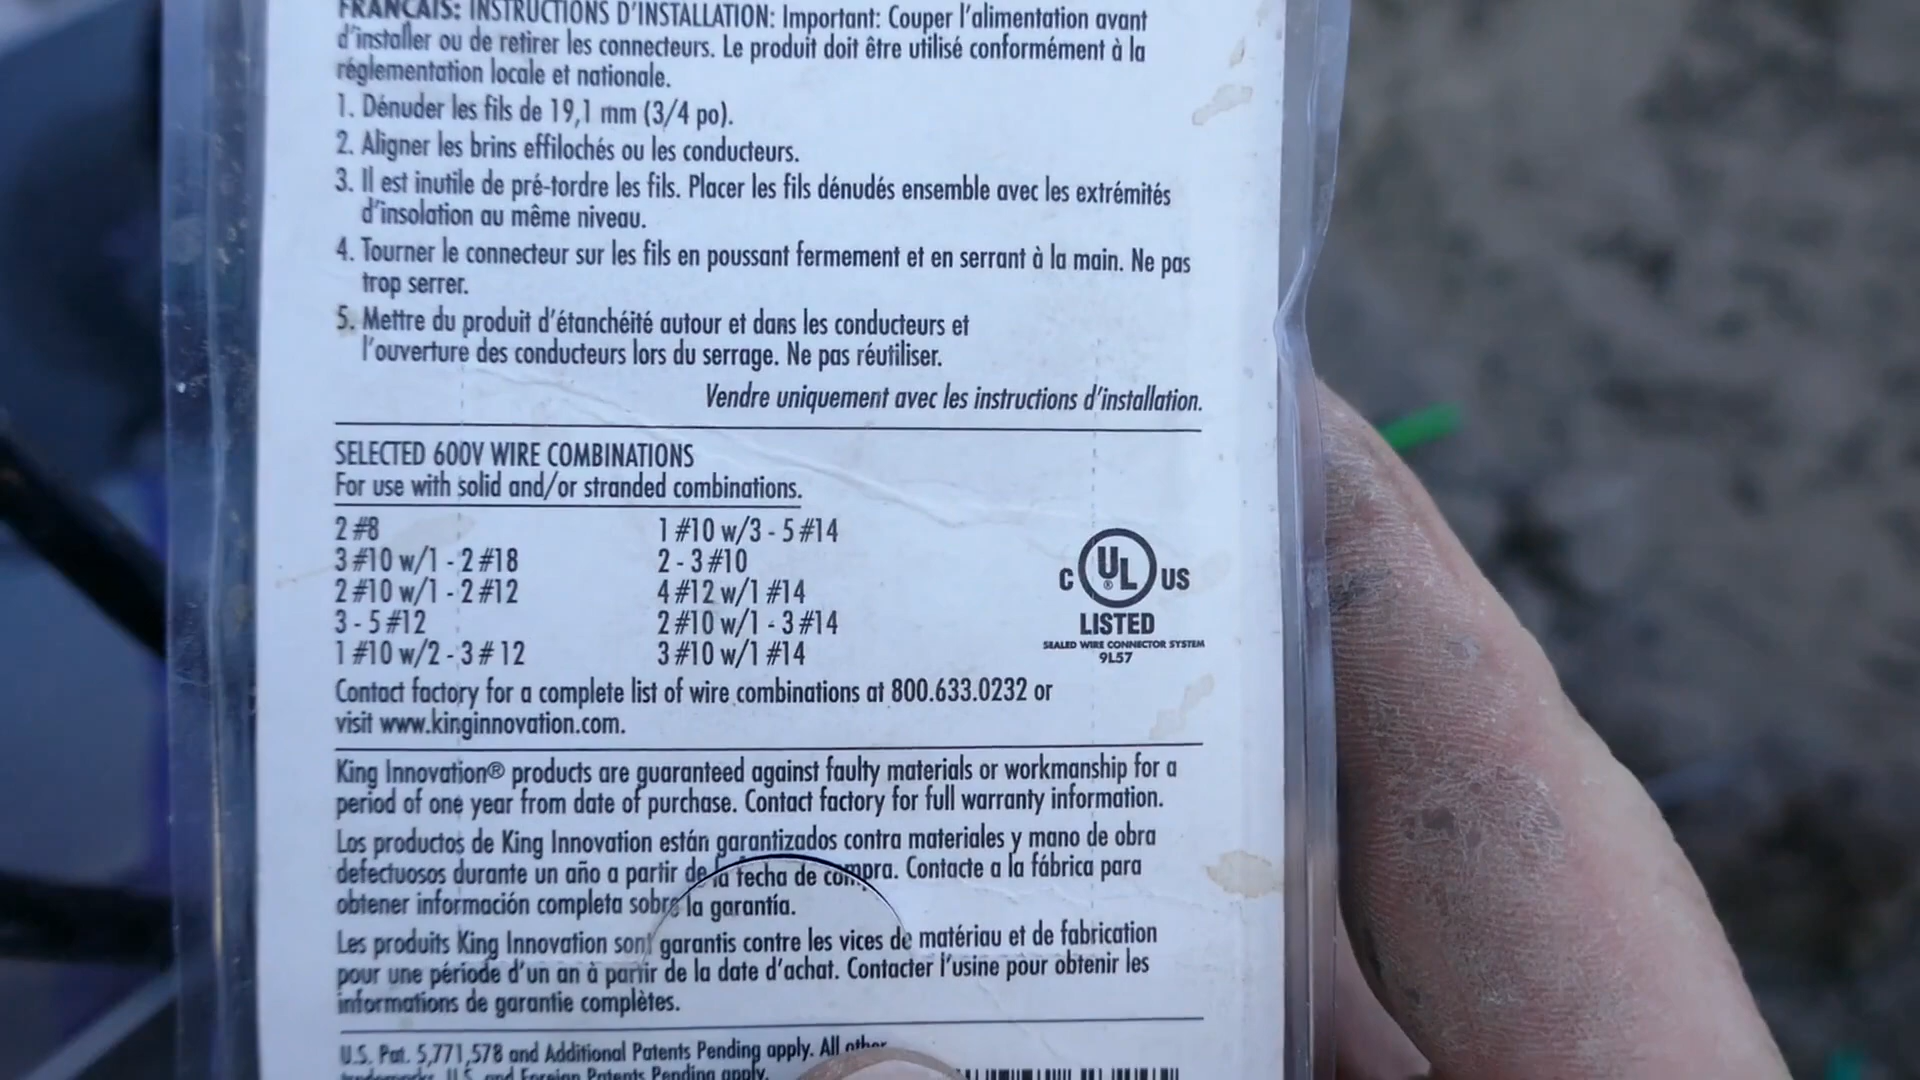 FRANÇAIS: INSTRUCTIONS D'INSTALLATION: Important: Couper l'alimentation avant
d'installer ou de retirer les connecteurs. Le produit doit être utilisé conformément à la
réglementation locale et nationale.
1. Dénuder les fils de 19,1 mm (3/4 po).
2. Aligner les brins effilochés ou les conducteurs.
3. Il est inutile de pré-tordre les fils. Placer les fils dénudés ensemble avec les extrémités
d'insolation au même niveau.
4. Tourner le connecteur sur les fils en poussant fermement et en serrant à la main. Ne pas
trop serrer.
5. Mettre du produit d'étanchéité autour et dans les conducteurs et
l'ouverture des conducteurs lors du serrage. Ne pas réutiliser.
Vendre uniquement avec les instructions d'installation.
SELECTED 600V WIRE COMBINATIONS
For use with solid and/or stranded combinations.
2 #8
3 #10 w/1 - 2 #18
2 #10 w/1 - 2 #12
3 - 5 #12
1 #10 w/2 - 3 # 12
1 #10 w/3 - 5 #14
2 - 3 #10
4 #12 w/1 #14
2 #10 w/1 - 3 #14
3 #10 w/1 #14
C UL ® US
LISTED
SEALED WIRE CONNECTOR SYSTEM
9L57
Contact factory for a complete list of wire combinations at 800.633.0232 or
visit www.kinginnovation.com.
King Innovation® products are guaranteed against faulty materials or workmanship for a
period of one year from date of purchase. Contact factory for full warranty information.
Los productos de King Innovation están garantizados contra materiales y mano de obra
defectuosos durante un año a partir de la fecha de compra. Contacte a la fábrica para
obtener información completa sobre la garantía.
Les produits King Innovation sont garantis contre les vices de matériau et de fabrication
pour une période d'un an à partir de la date d'achat. Contacter l'usine pour obtenir les
informations de garantie complètes.
U.S. Pat. 5,771,578 and Additional Patents Pending apply. All other
trademarks, U.S. and Foreign Patents Pending apply.